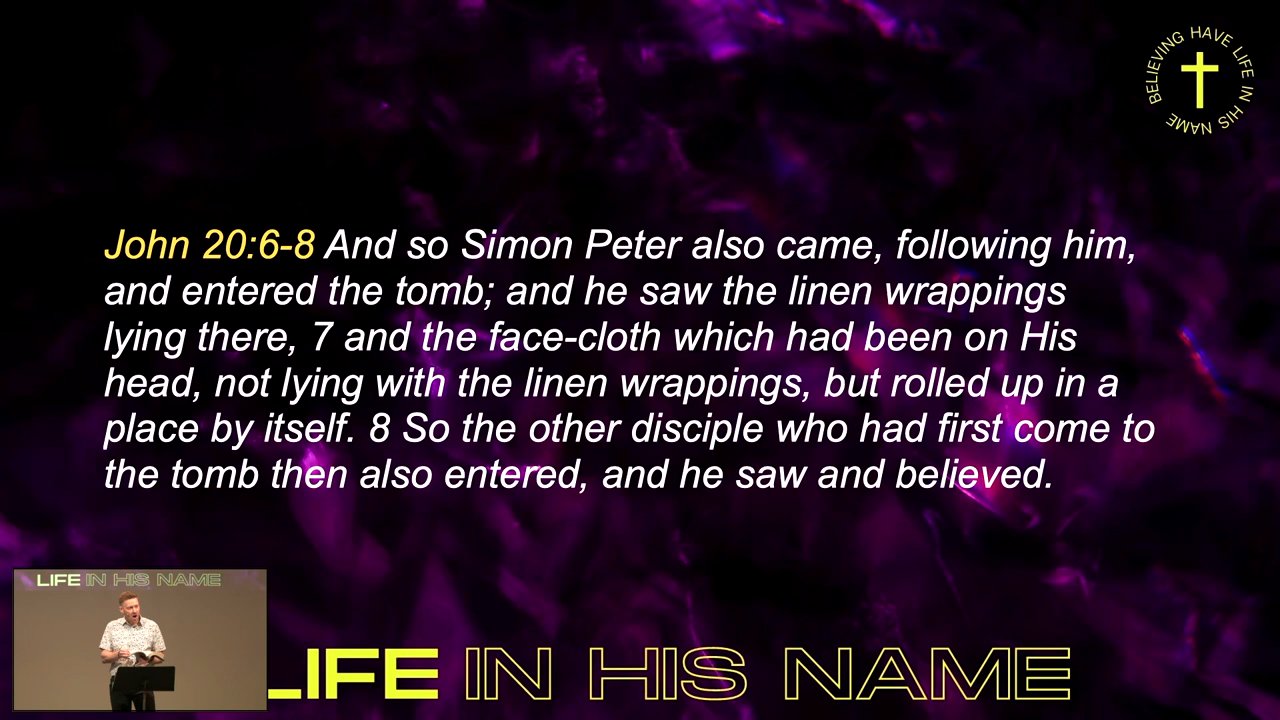 BELIEVING HAVE LIFE IN HIS NAME
John 20:6-8 And so Simon Peter also came, following him,
and entered the tomb; and he saw the linen wrappings
lying there, 7 and the face-cloth which had been on His
head, not lying with the linen wrappings, but rolled up in a
place by itself. 8 So the other disciple who had first come to
the tomb then also entered, and he saw and believed.
LIFE IN HIS NAME
LIFE IN HIS NAME